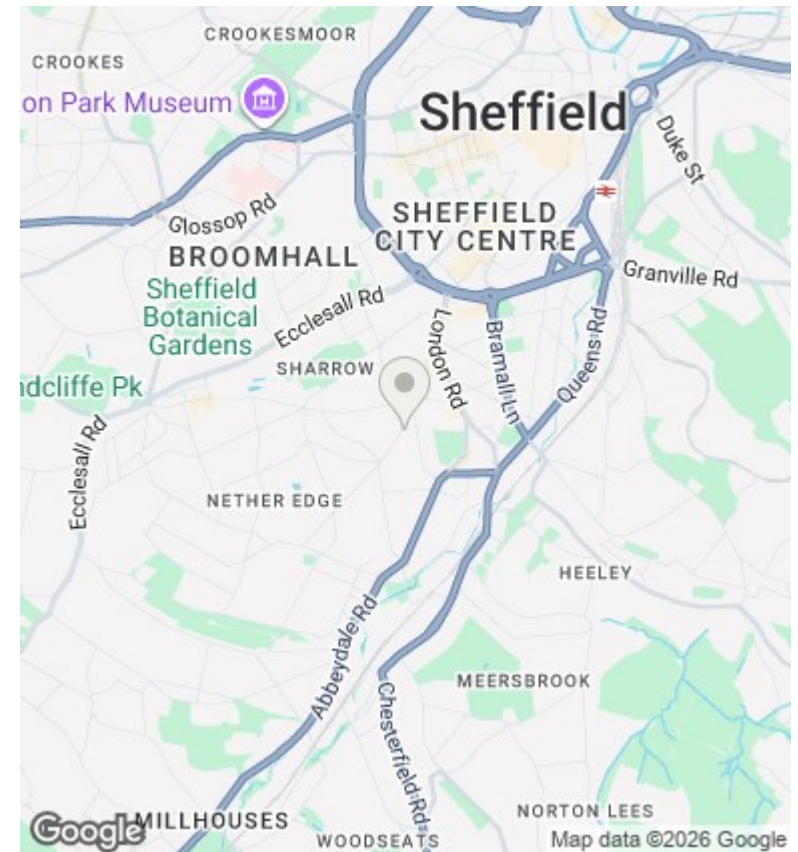 CROOKESMOOR
CROOKES
on Park Museum
Sheffield
Duke St
Glossop Rd
SHEFFIELD
CITY CENTRE
BROOMHALL
Granville Rd
Sheffield
Botanical
Gardens
Ecclesall Rd
London Rd
Bramall Ln
Queens Rd
SHARROW
ndcliffe Pk
Ecclesall Rd
NETHER EDGE
HEELEY
Abbeydale Rd
MEERSBROOK
Chesterfield Rd
Google
MILLHOUSES
NORTON LEES
WOODSEATS
Map data ©2026 Google